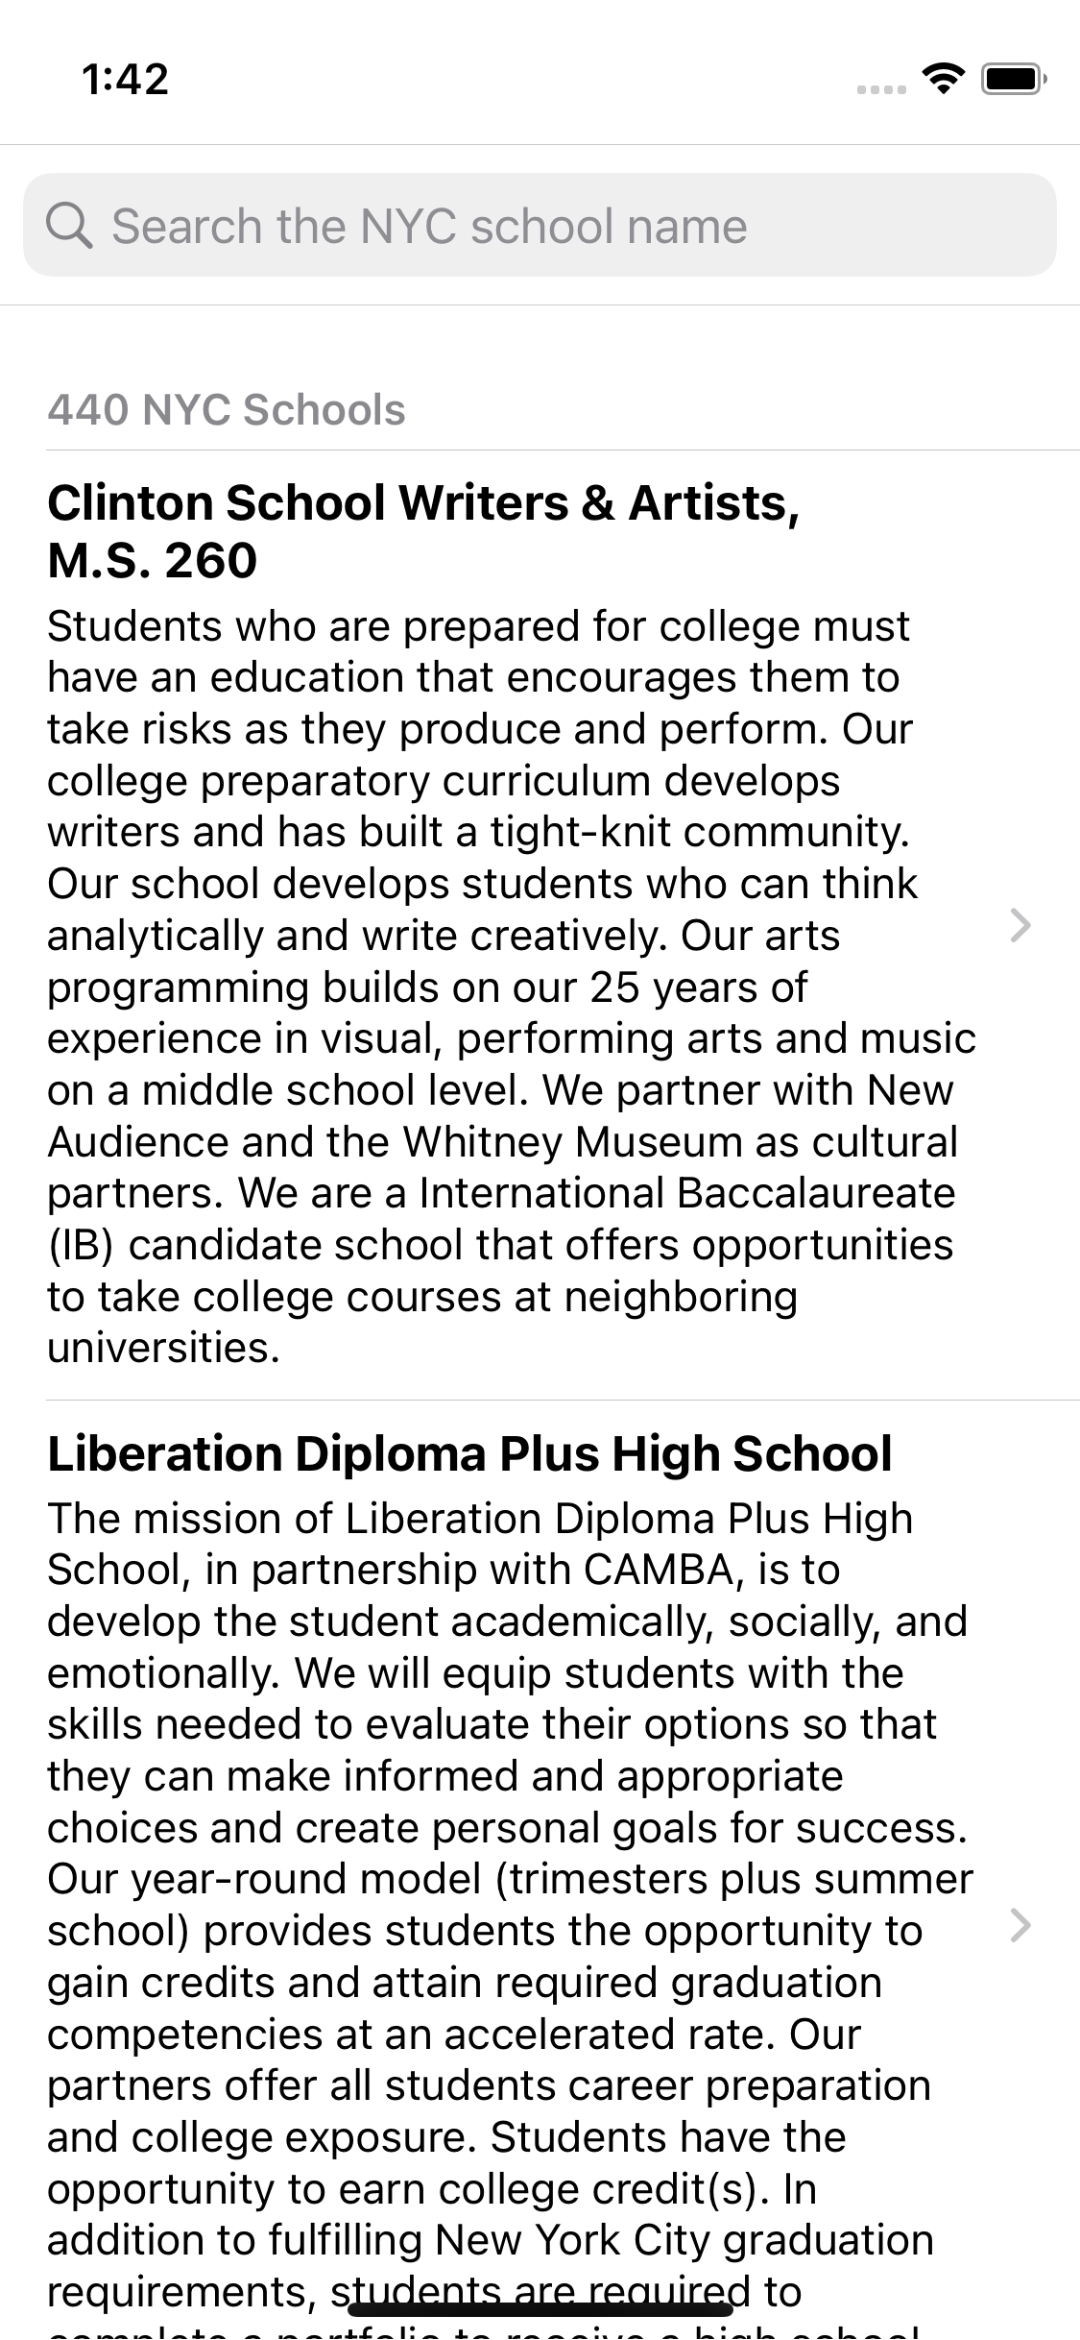 1:42
Search the NYC school name
440 NYC Schools
Clinton School Writers & Artists,
M.S. 260
Students who are prepared for college must
have an education that encourages them to
take risks as they produce and perform. Our
college preparatory curriculum develops
writers and has built a tight-knit community.
Our school develops students who can think
analytically and write creatively. Our arts
programming builds on our 25 years of
experience in visual, performing arts and music
on a middle school level. We partner with New
Audience and the Whitney Museum as cultural
partners. We are a International Baccalaureate
(IB) candidate school that offers opportunities
to take college courses at neighboring
universities.
Liberation Diploma Plus High School
The mission of Liberation Diploma Plus High
School, in partnership with CAMBA, is to
develop the student academically, socially, and
emotionally. We will equip students with the
skills needed to evaluate their options so that
they can make informed and appropriate
choices and create personal goals for success.
Our year-round model (trimesters plus summer
school) provides students the opportunity to
gain credits and attain required graduation
competencies at an accelerated rate. Our
partners offer all students career preparation
and college exposure. Students have the
opportunity to earn college credit(s). In
addition to fulfilling New York City graduation
requirements, students are required to
complete a portfolio to receive a high school